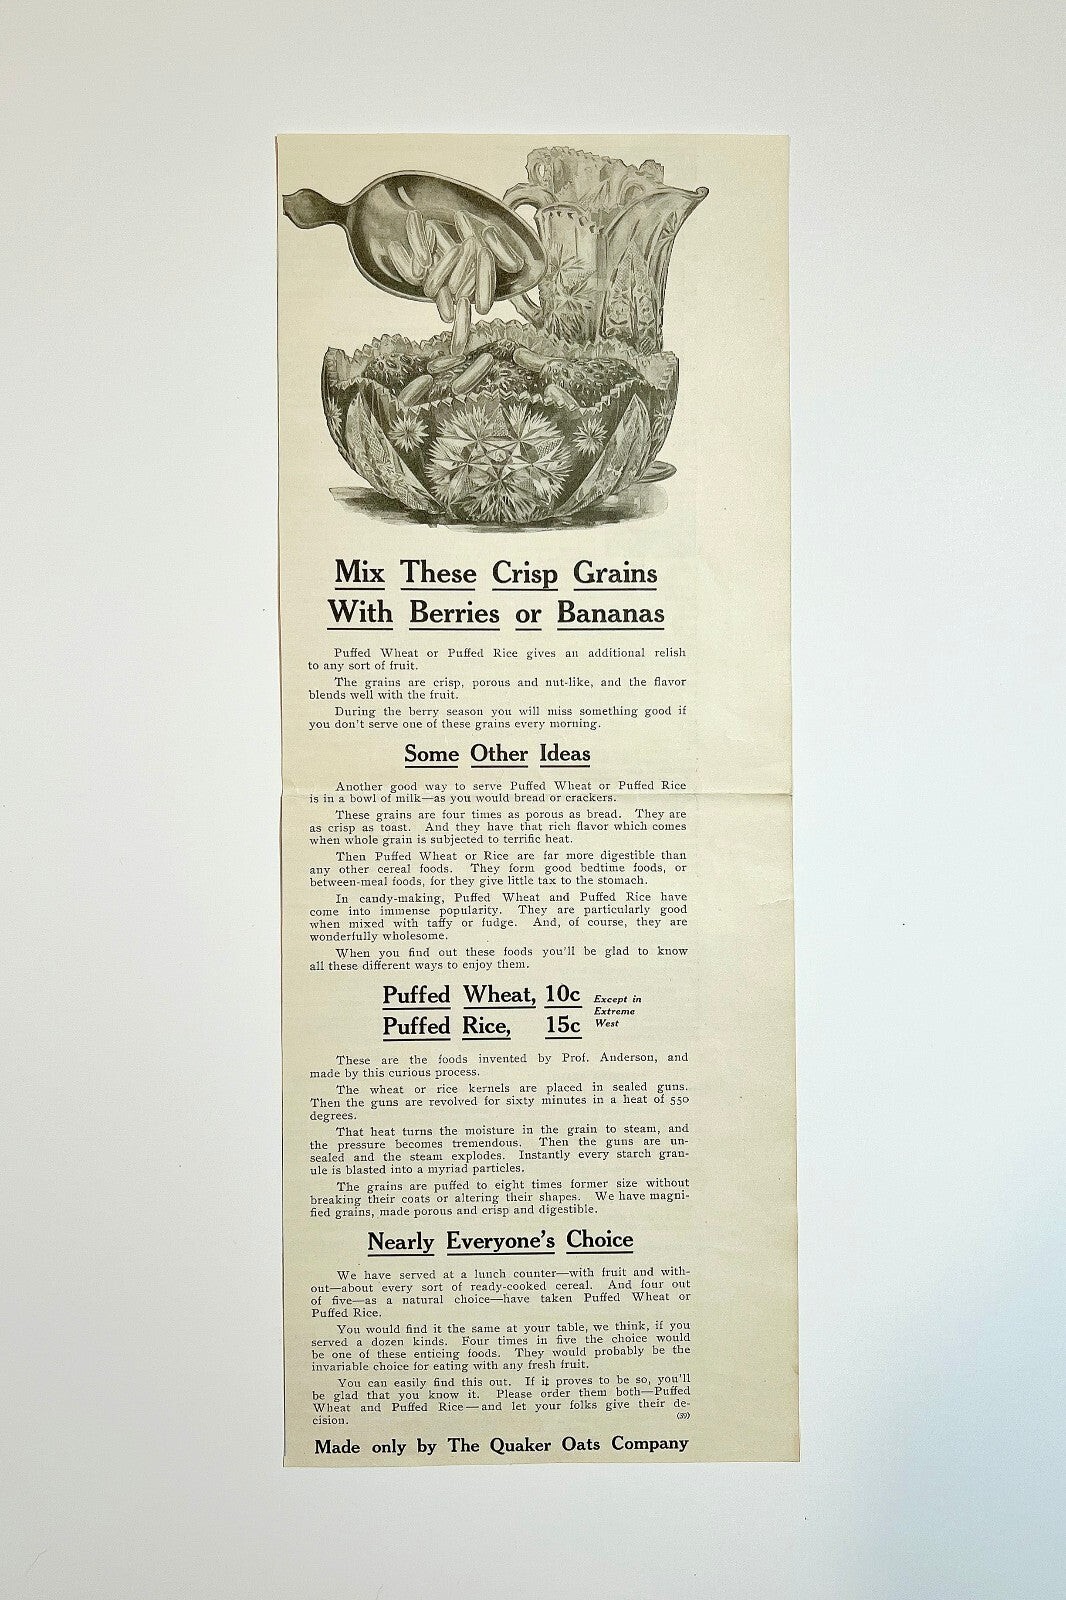 Mix These Crisp Grains
With Berries or Bananas
Puffed Wheat or Puffed Rice gives an additional relish
to any sort of fruit.
The grains are crisp, porous and nut-like, and the flavor
blends well with the fruit.
During the berry season you will miss something good if
you don't serve one of these grains every morning.
Some Other Ideas
Another good way to serve Puffed Wheat or Puffed Rice
is in a bowl of milk—as you would bread or crackers.
These grains are four times as porous as bread. They are
as crisp as toast. And they have that rich flavor which comes
when whole grain is subjected to terrific heat.
Then Puffed Wheat or Rice are far more digestible than
any other cereal foods. They form good bedtime foods, or
between-meal foods, for they give little tax to the stomach.
In candy-making, Puffed Wheat and Puffed Rice have
come into immense popularity. They are particularly good
when mixed with taffy or fudge. And, of course, they are
wonderfully wholesome.
When you find out these foods you'll be glad to know
all these different ways to enjoy them.
Puffed Wheat, 10c
Puffed Rice, 15c
Except in
Extreme
West
These are the foods invented by Prof. Anderson, and
made by this curious process.
The wheat or rice kernels are placed in sealed guns.
Then the guns are revolved for sixty minutes in a heat of 550
degrees.
That heat turns the moisture in the grain to steam, and
the pressure becomes tremendous. Then the guns are un-
sealed and the steam explodes. Instantly every starch gran-
ule is blasted into a myriad particles.
The grains are puffed to eight times former size without
breaking their coats or altering their shapes. We have magni-
fied grains, made porous and crisp and digestible.
Nearly Everyone's Choice
We have served at a lunch counter—with fruit and with-
out—about every sort of ready-cooked cereal. And four out
of five—as a natural choice—have taken Puffed Wheat or
Puffed Rice.
You would find it the same at your table, we think, if you
served a dozen kinds. Four times in five the choice would
be one of these enticing foods. They would probably be the
invariable choice for eating with any fresh fruit.
You can easily find this out. If it proves to be so, you'll
be glad that you know it. Please order them both—Puffed
Wheat and Puffed Rice—and let your folks give their de-
cision. (39)
Made only by The Quaker Oats Company